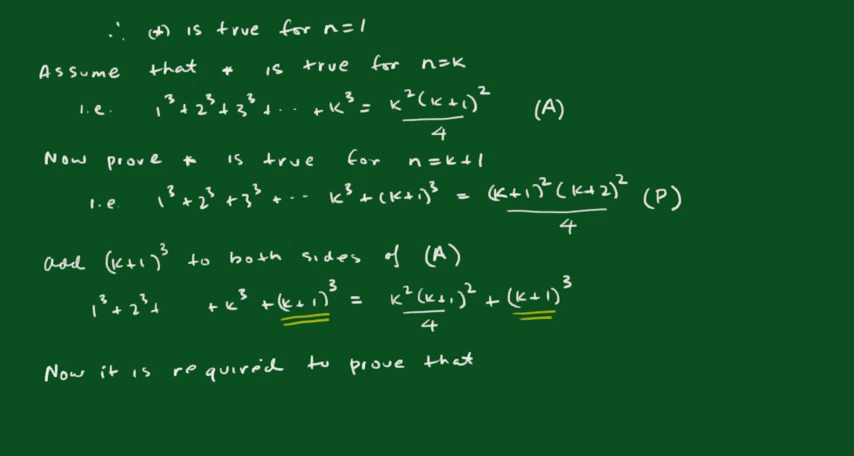 ∴ (*) is true for n=1
Assume that * is true for n=k
i.e. 1³+2³+3³+ ·· +k³ = k²(k+1)²/4 (A)
Now prove * is true for n=k+1
i.e. 1³+2³+3³+ ·· k³+(k+1)³ = (k+1)²(k+2)²/4 (P)
add (k+1)³ to both sides of (A)
1³+2³+ +k³+(k+1)³ = k²(k+1)²/4 + (k+1)³
Now it is required to prove that